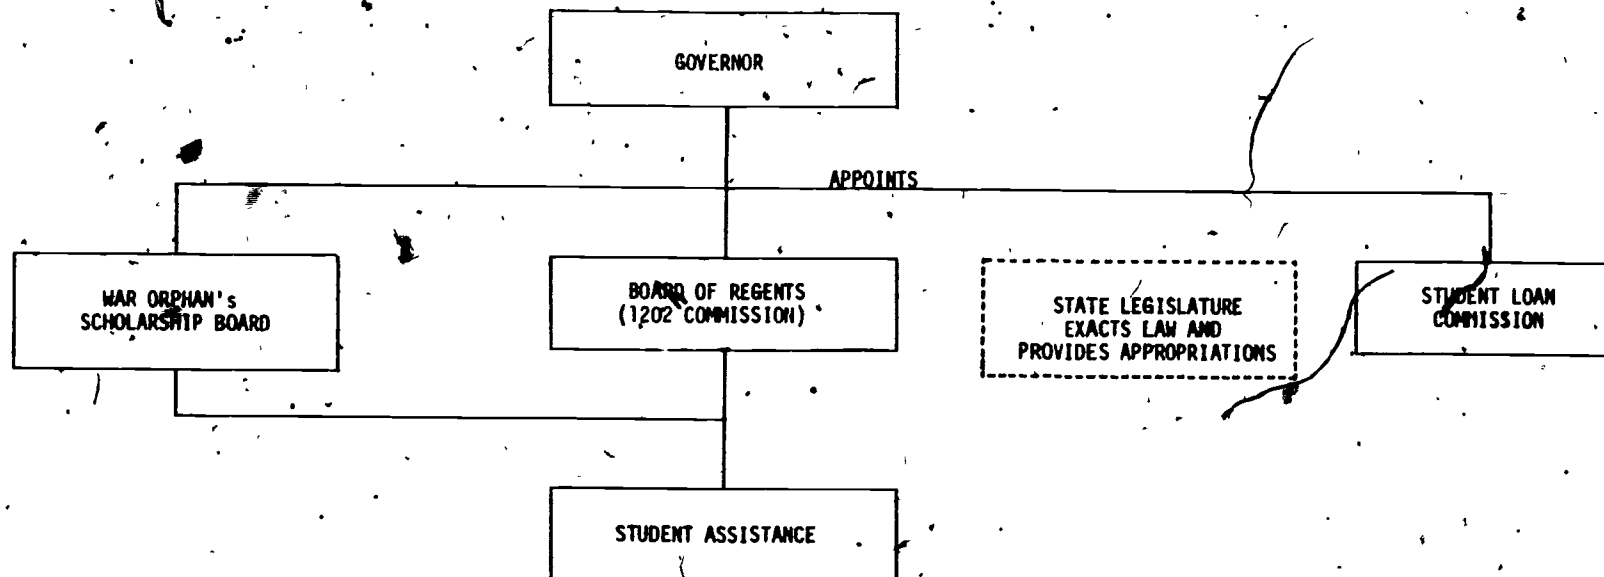 GOVERNOR
APPOINTS
WAR ORPHAN's
SCHOLARSHIP BOARD
BOARD OF REGENTS
(1202 COMMISSION)
STATE LEGISLATURE
EXACTS LAW AND
PROVIDES APPROPRIATIONS
STUDENT LOAN
COMMISSION
STUDENT ASSISTANCE